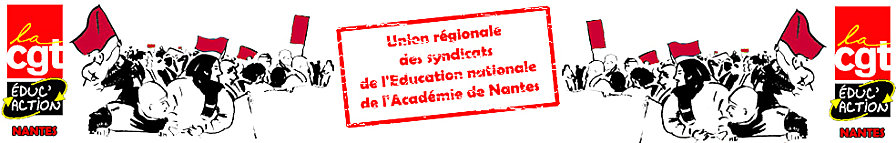 la
cgt
ÉDUC'
ACTION
NANTES
Union régionale
des syndicats
de l'Education nationale
de l'Académie de Nantes
la
cgt
ÉDUC'
ACTION
NANTES